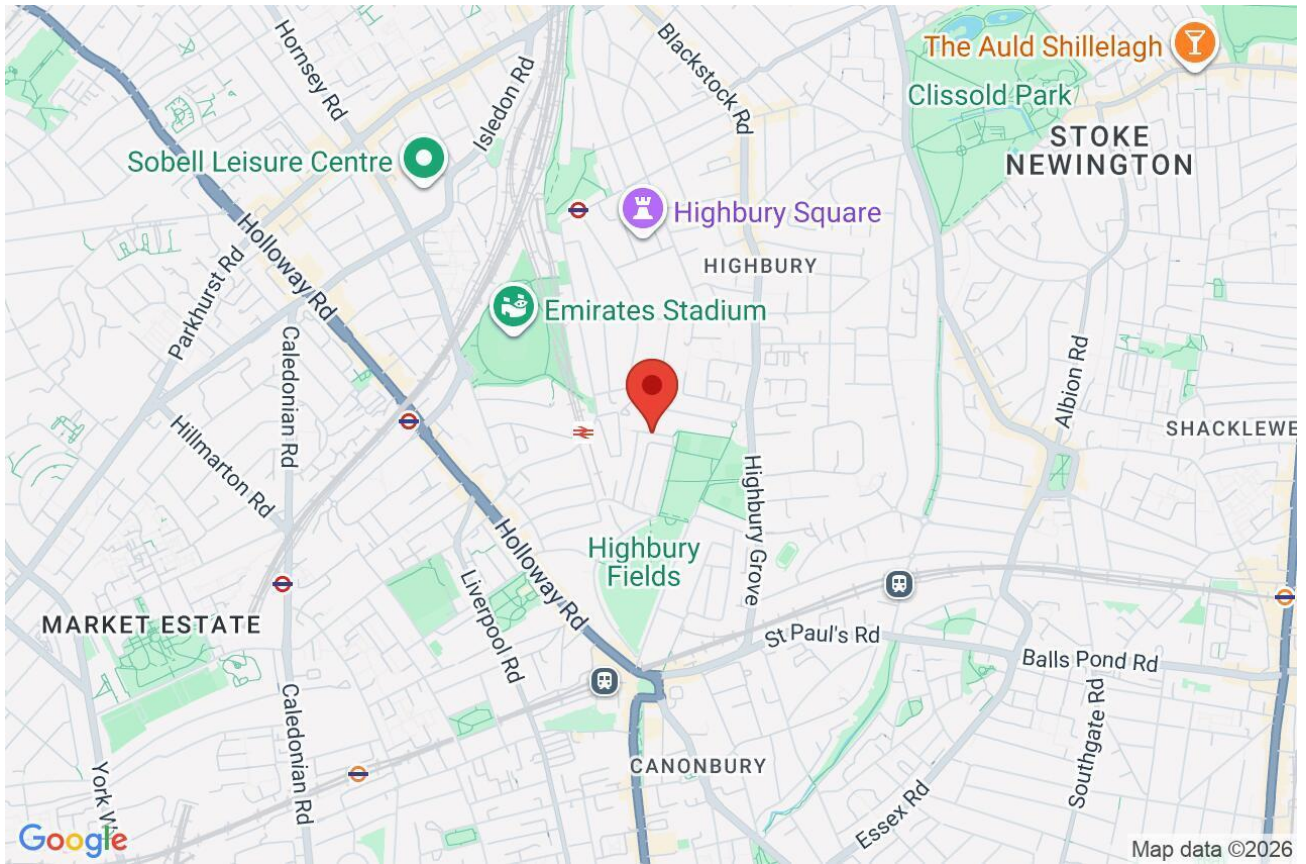 Hornsey Rd
Isledon Rd
Blackstock Rd
The Auld Shillelagh
Clissold Park
STOKE
NEWINGTON
Sobell Leisure Centre
Highbury Square
HIGHBURY
Parkhurst Rd
Holloway Rd
Emirates Stadium
Caledonian Rd
Albion Rd
Hillmarton Rd
SHACKLEWE
Highbury Grove
Holloway Rd
Highbury
Fields
Liverpool Rd
MARKET ESTATE
St Paul's Rd
Balls Pond Rd
Caledonian Rd
Southgate Rd
CANONBURY
York W
Essex Rd
Google
Map data ©2026